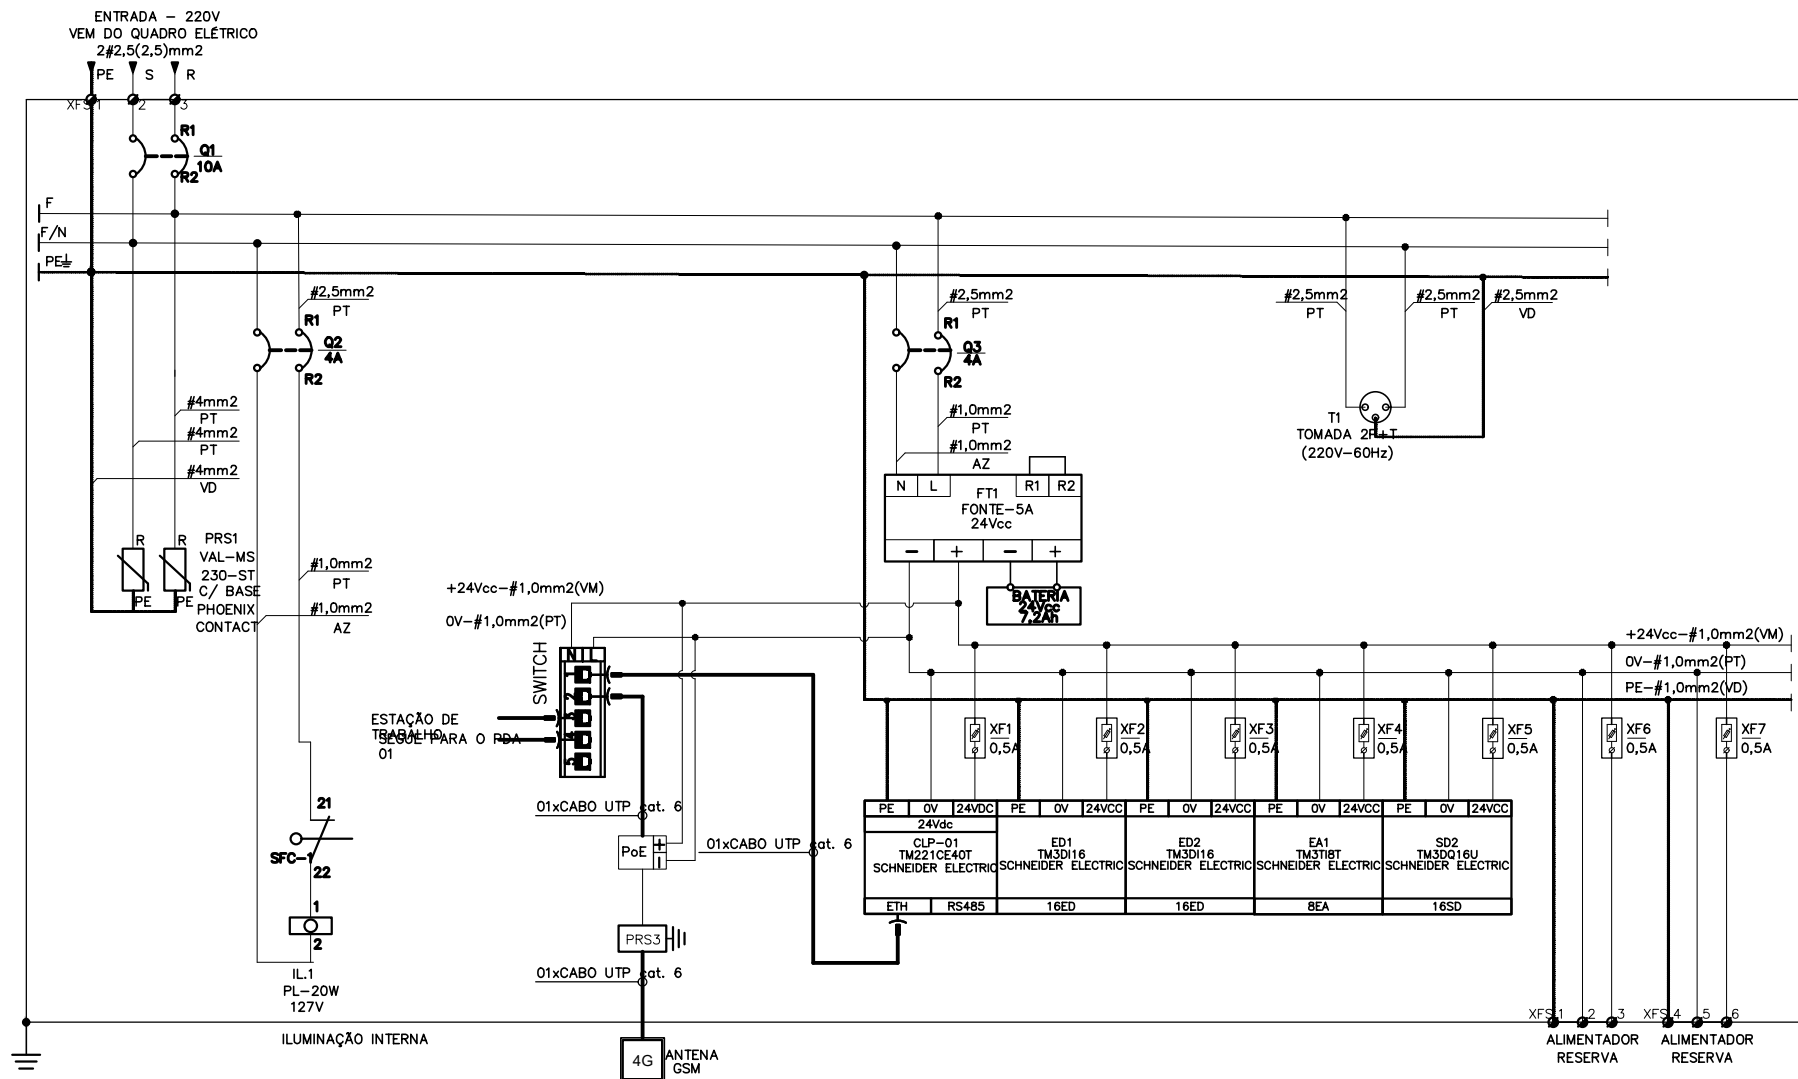 ENTRADA - 220V
VEM DO QUADRO ELÉTRICO
2#2,5(2,5)mm2
PE
S
R
XFS.1
2
3
R1
Q1
10A
R2
F
F/N
PE
#2,5mm2
PT
R1
Q2
4A
R2
#2,5mm2
PT
R1
Q3
4A
R2
#2,5mm2
PT
#2,5mm2
PT
#2,5mm2
VD
#4mm2
PT
#4mm2
PT
#4mm2
VD
#1,0mm2
PT
#1,0mm2
AZ
T1
TOMADA 2P+T
(220V-60Hz)
N
L
R1
R2
FT1
FONTE-5A
24Vcc
-
+
-
+
BATERIA
24Vcc
7.2Ah
R
R
PE
PE
PRS1
VAL-MS
230-ST
C/ BASE
PHOENIX
CONTACT
#1,0mm2
PT
#1,0mm2
AZ
+24Vcc-#1,0mm2(VM)
0V-#1,0mm2(PT)
SWITCH
N
L
1
2
3
4
5
ESTAÇÃO DE
TRABALHO
SEGUE PARA O PDA
01
+24Vcc-#1,0mm2(VM)
0V-#1,0mm2(PT)
PE-#1,0mm2(VD)
XF1
0,5A
XF2
0,5A
XF3
0,5A
XF4
0,5A
XF5
0,5A
XF6
0,5A
XF7
0,5A
01xCABO UTP cat. 6
01xCABO UTP cat. 6
PoE
+
-
PE
0V
24VDC
PE
0V
24VCC
PE
0V
24VCC
PE
0V
24VCC
PE
0V
24VCC
24Vdc
CLP-01
TM221CE40T
SCHNEIDER ELECTRIC
ETH
RS485
ED1
TM3DI16
SCHNEIDER ELECTRIC
16ED
ED2
TM3DI16
SCHNEIDER ELECTRIC
16ED
EA1
TM3TI8T
SCHNEIDER ELECTRIC
8EA
SD2
TM3DQ16U
SCHNEIDER ELECTRIC
16SD
21
SFC-1
22
1
2
IL.1
PL-20W
127V
ILUMINAÇÃO INTERNA
PRS3
01xCABO UTP cat. 6
4G
ANTENA
GSM
XFS.1
2
3
ALIMENTADOR
RESERVA
XFS.4
5
6
ALIMENTADOR
RESERVA